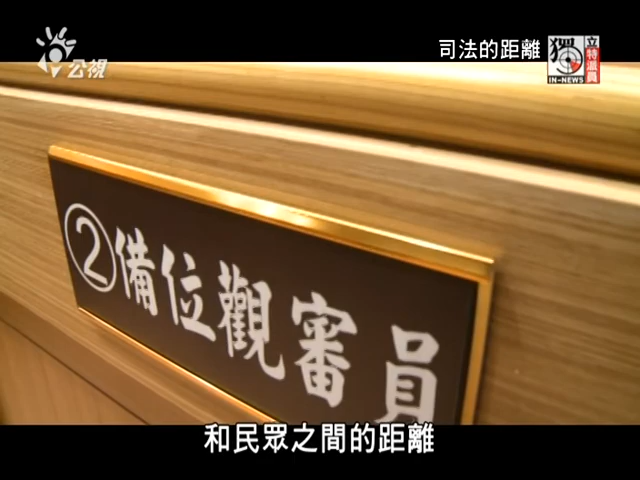 司法的距離
獨
立特派員
IN-NEWS
公視
②備位觀審員
和民眾之間的距離